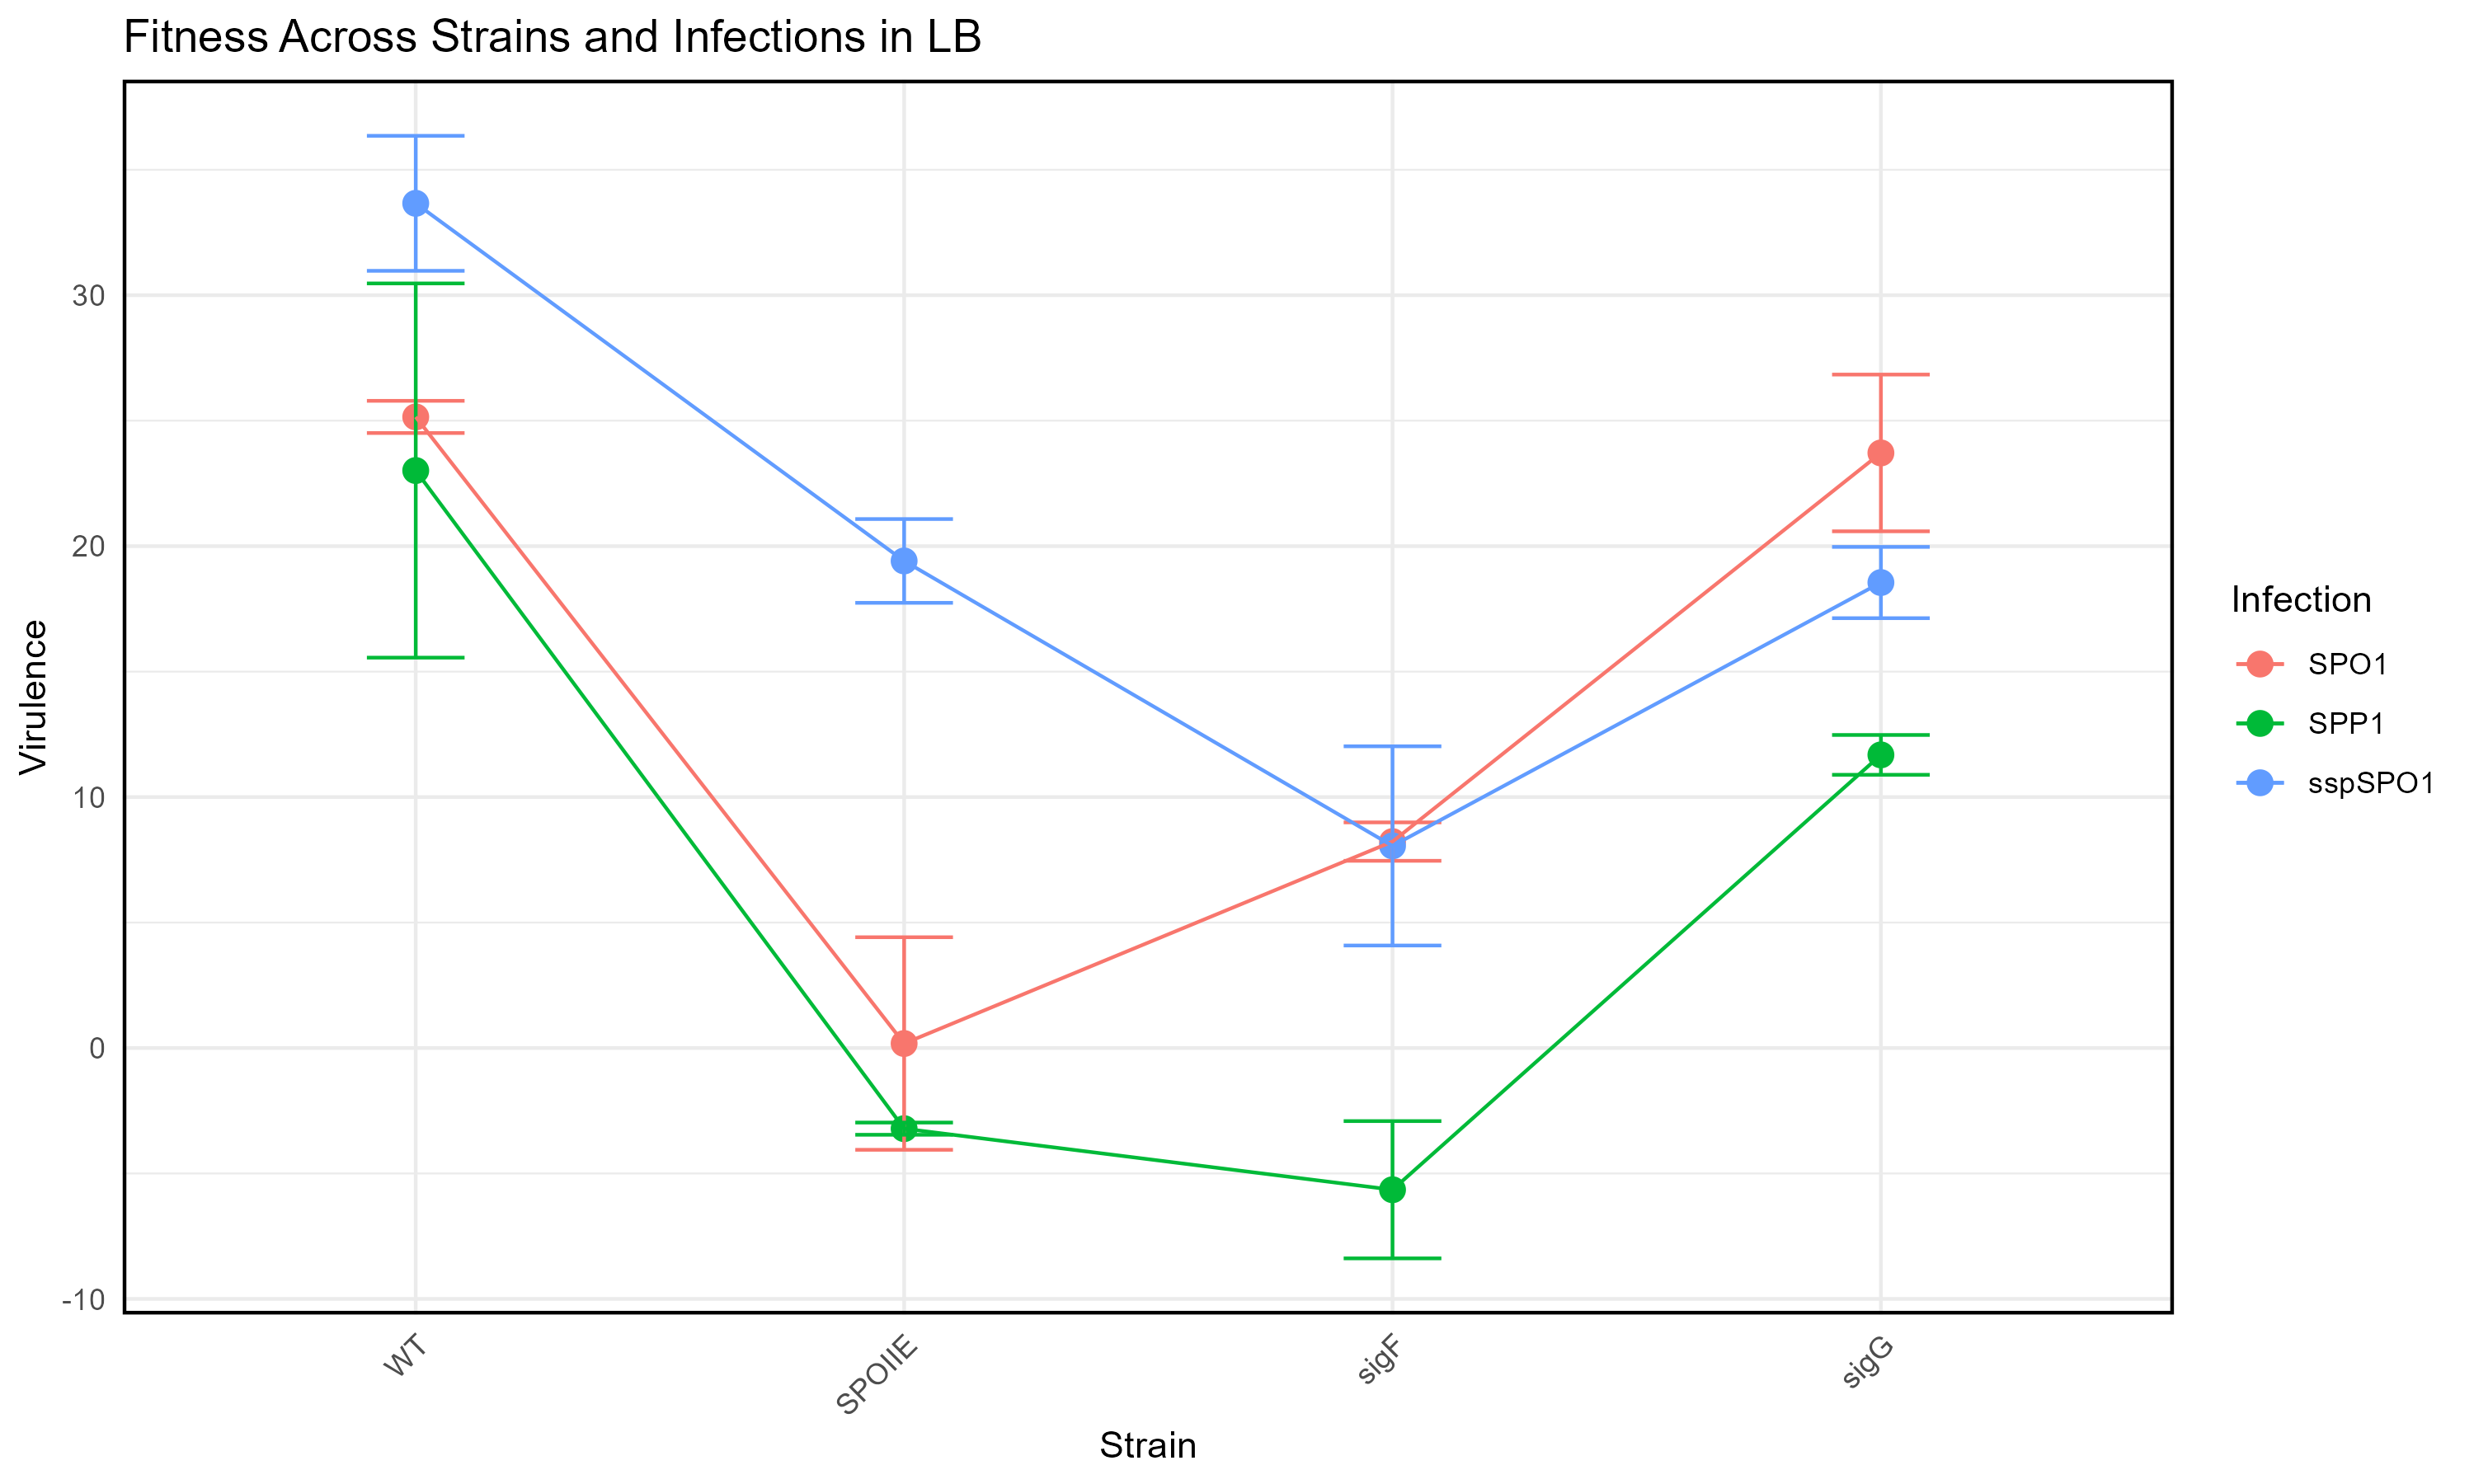 Fitness Across Strains and Infections in LB
Virulence
30
20
10
0
-10
WT
SPOIIE
sigF
sigG
Strain
Infection
SPO1
SPP1
sspSPO1